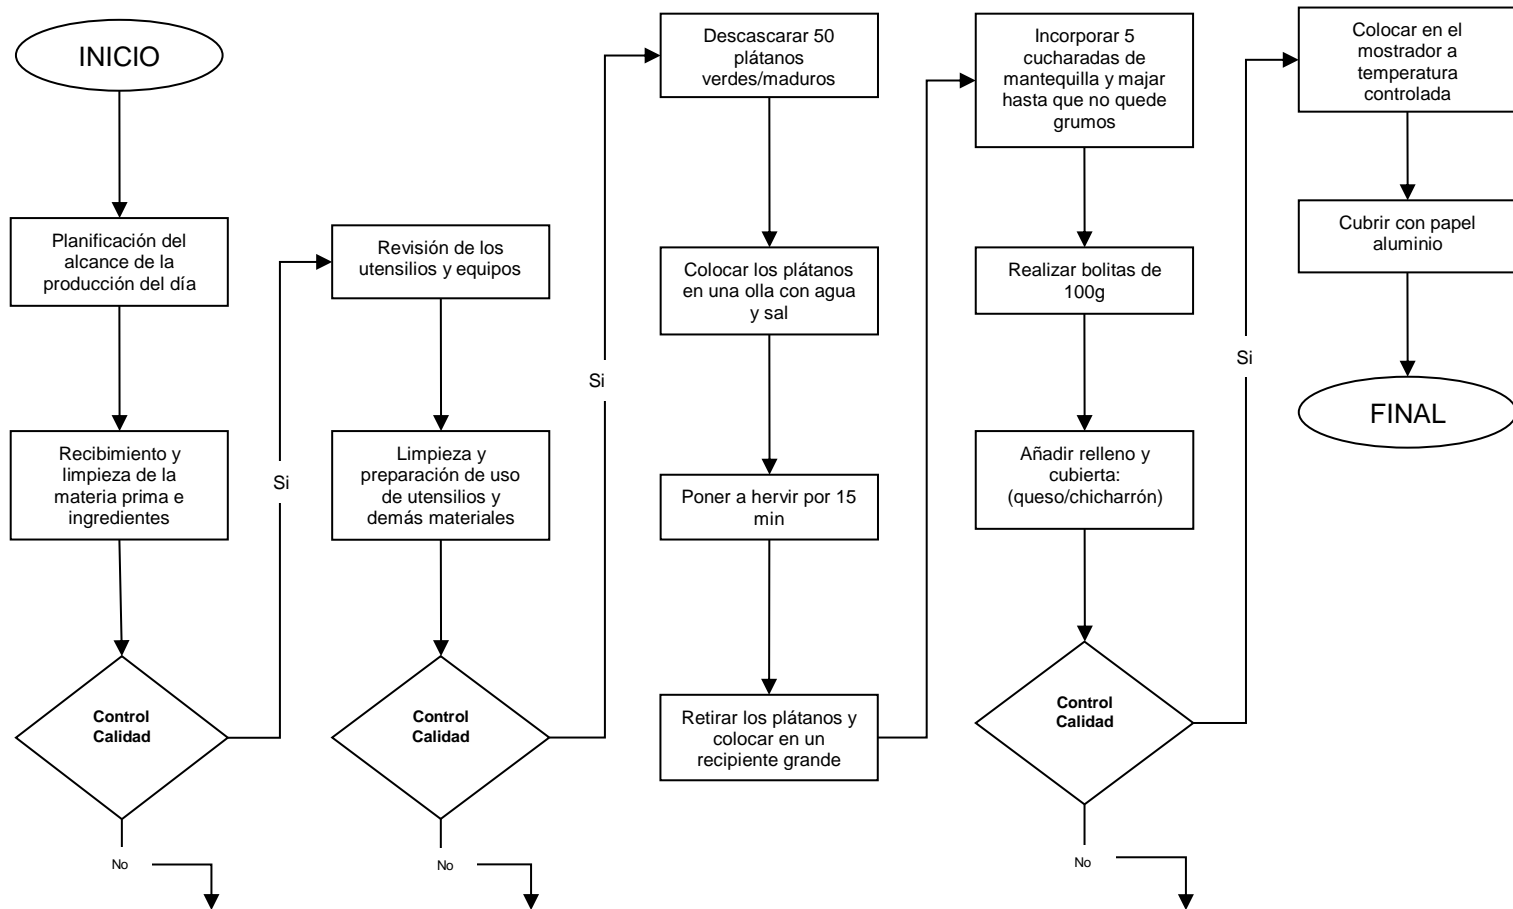 INICIO
Planificación del
alcance de la
producción del día
Recibimiento y
limpieza de la
materia prima e
ingredientes
Control
Calidad
No
Si
Revisión de los
utensilios y equipos
Limpieza y
preparación de uso
de utensilios y
demás materiales
Control
Calidad
No
Si
Descascarar 50
plátanos
verdes/maduros
Colocar los plátanos
en una olla con agua
y sal
Poner a hervir por 15
min
Retirar los plátanos y
colocar en un
recipiente grande
Incorporar 5
cucharadas de
mantequilla y majar
hasta que no quede
grumos
Realizar bolitas de
100g
Añadir relleno y
cubierta:
(queso/chicharrón)
Control
Calidad
No
Si
Colocar en el
mostrador a
temperatura
controlada
Cubrir con papel
aluminio
FINAL